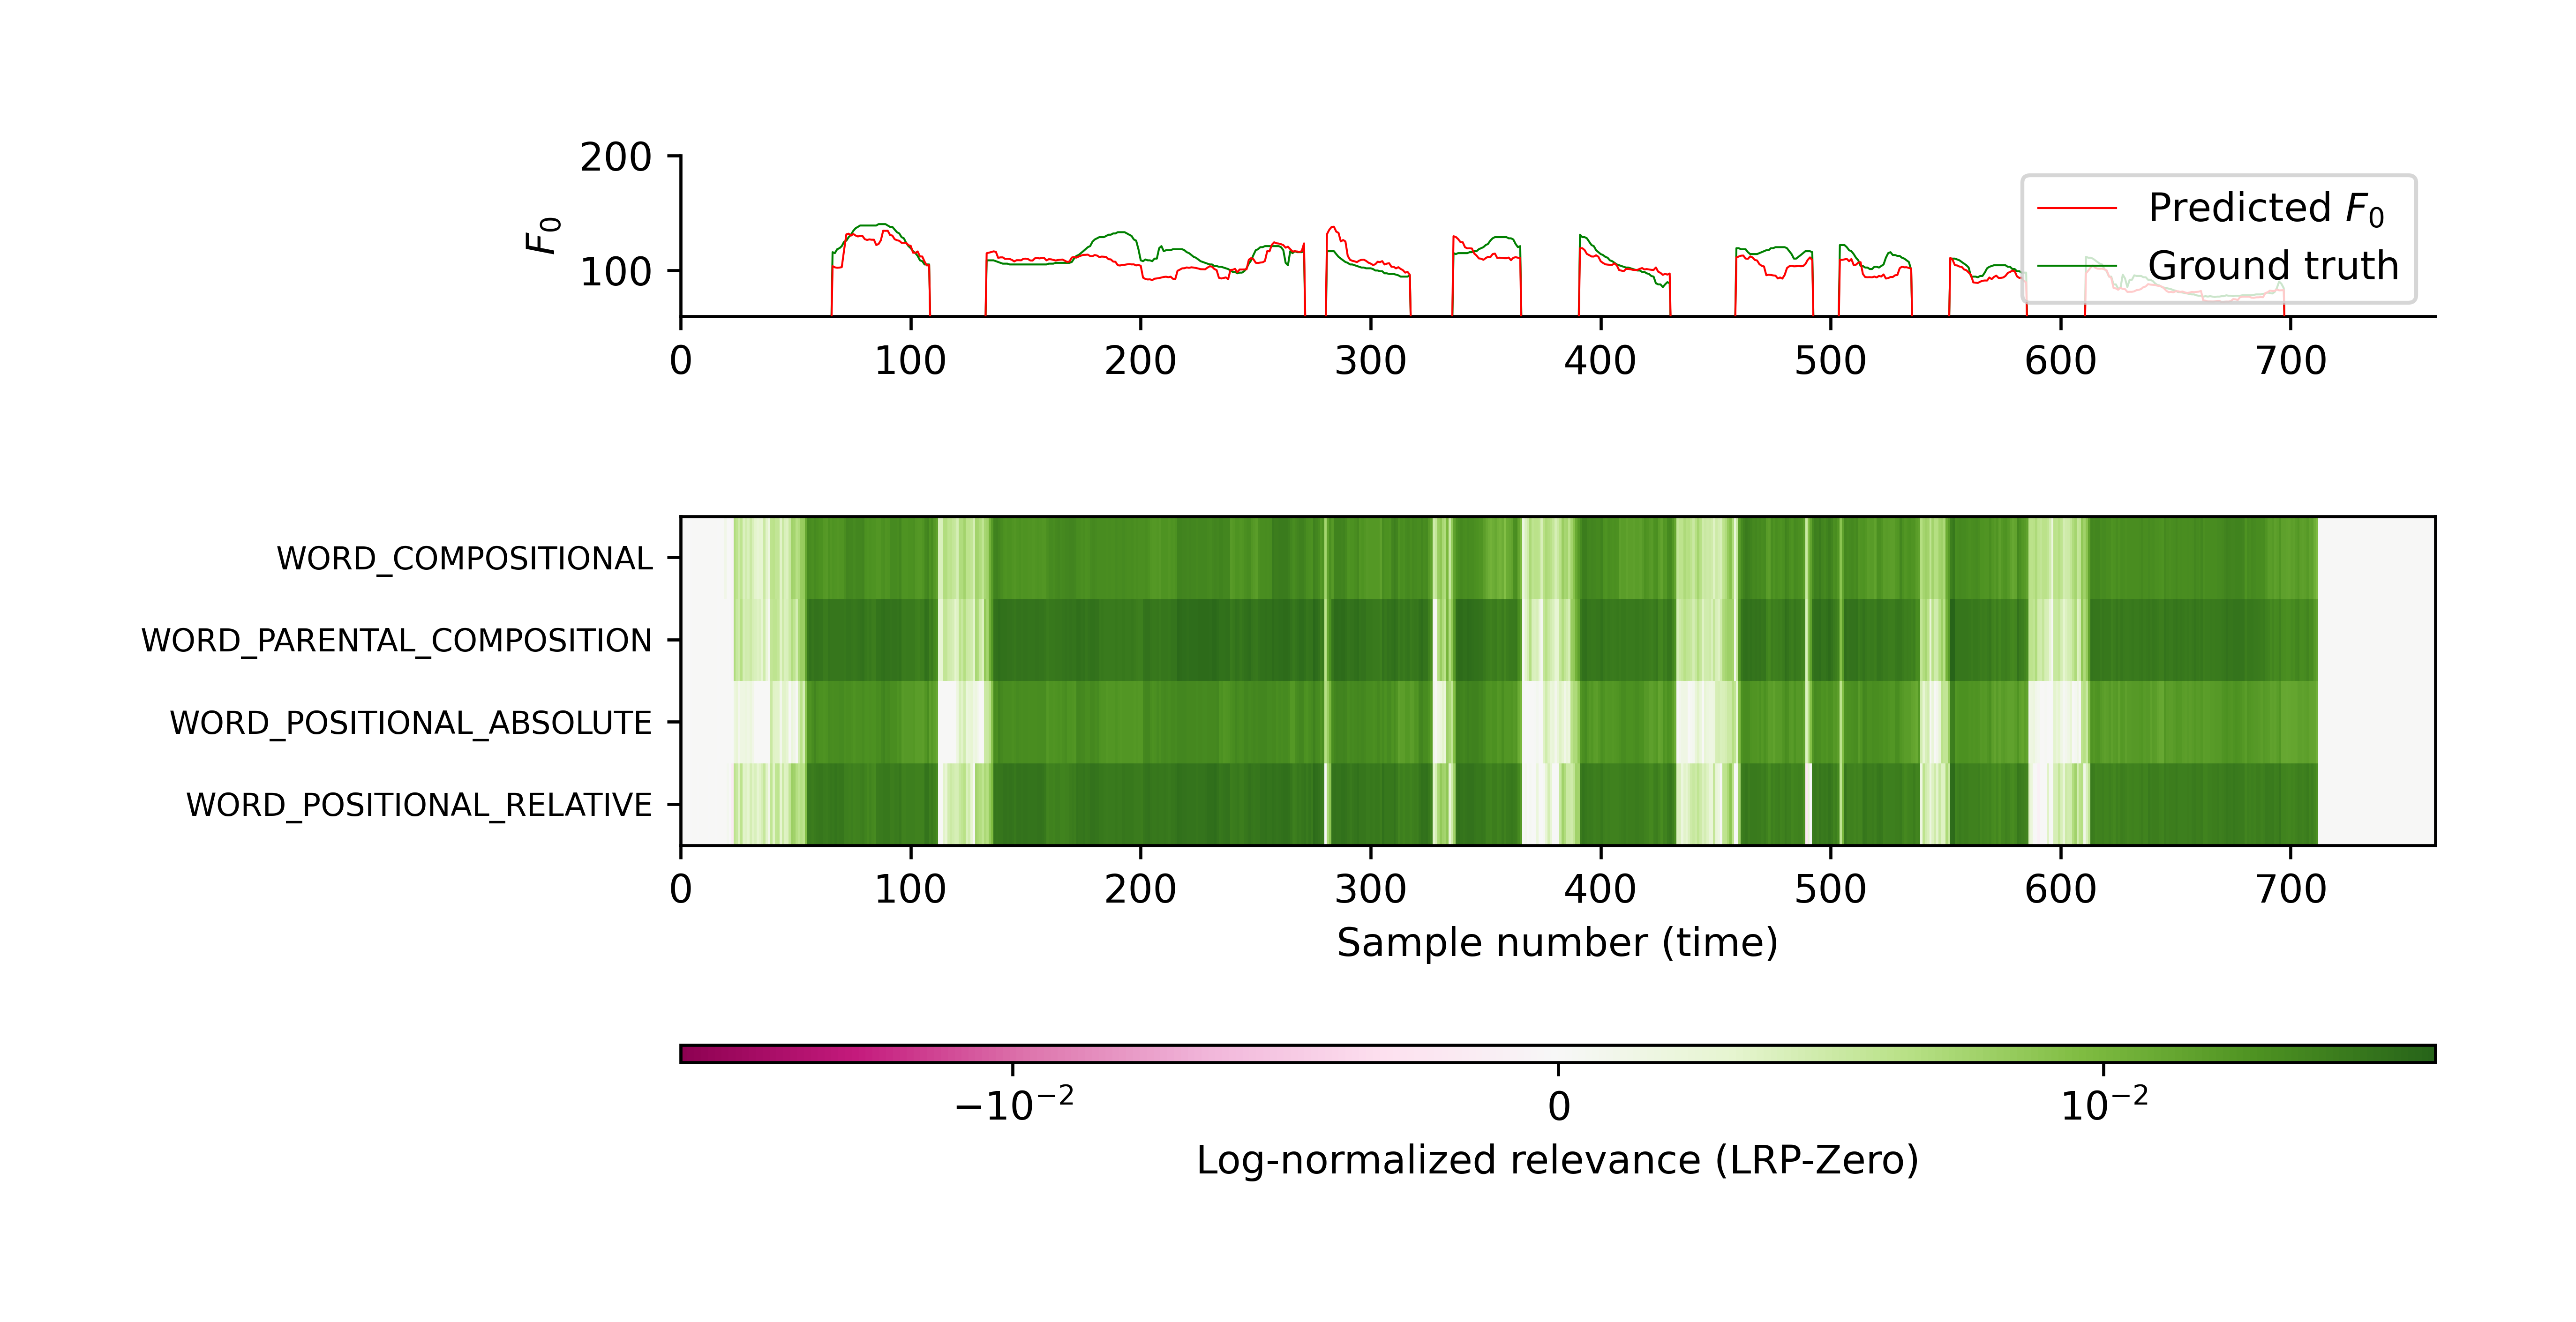 200
100
F₀
Predicted F₀
Ground truth
0 100 200 300 400 500 600 700
WORD_COMPOSITIONAL
WORD_PARENTAL_COMPOSITION
WORD_POSITIONAL_ABSOLUTE
WORD_POSITIONAL_RELATIVE
0 100 200 300 400 500 600 700
Sample number (time)
−10⁻² 0 10⁻²
Log-normalized relevance (LRP-Zero)